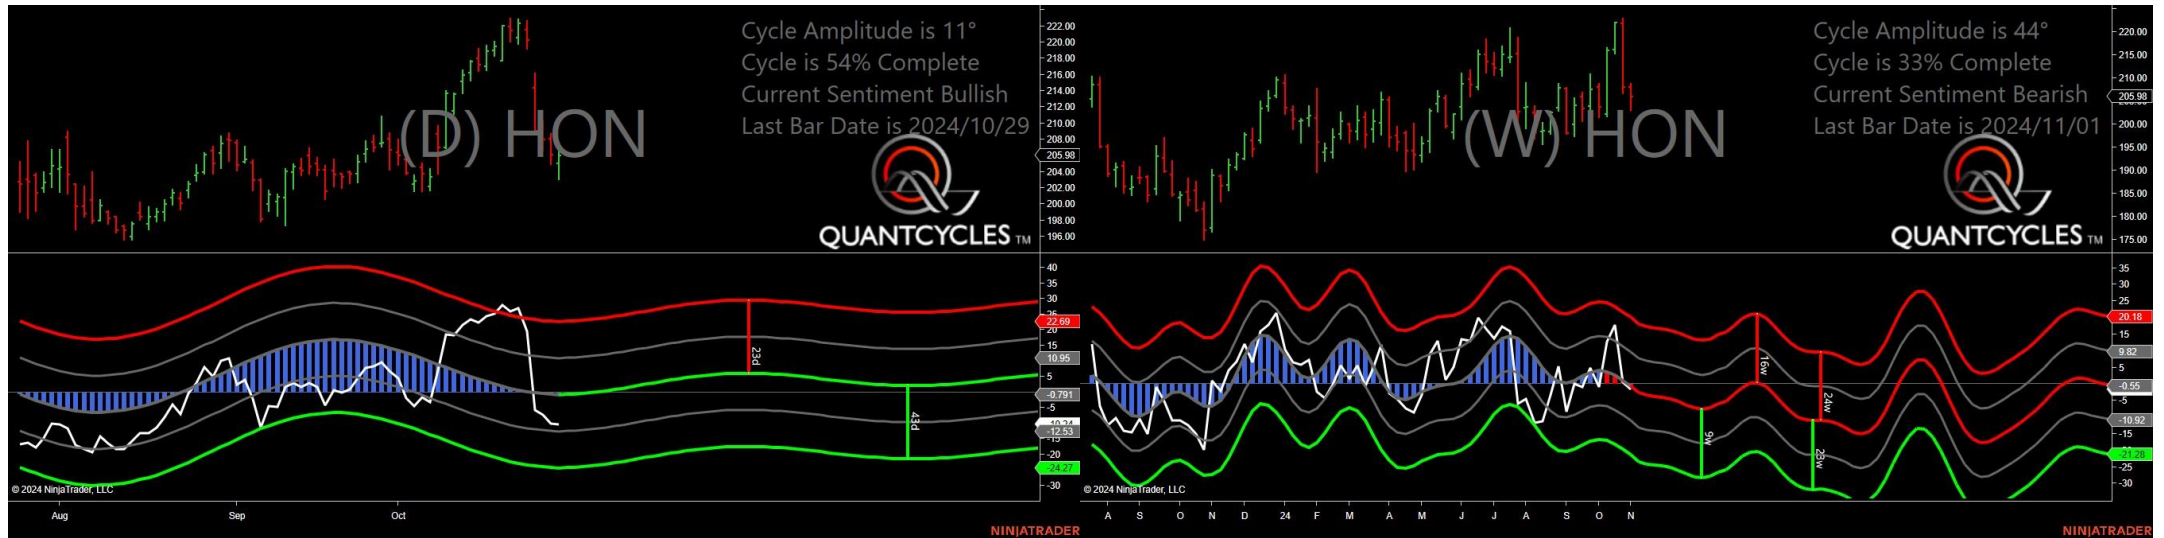 Cycle Amplitude is 11°
Cycle is 54% Complete
Current Sentiment Bullish
Last Bar Date is 2024/10/29
(D) HON
QUANTCYCLES TM
222.00
220.00
218.00
216.00
214.00
212.00
210.00
208.00
205.98
204.00
202.00
200.00
198.00
196.00
40
35
30
25
22.69
15
10.95
5
-0.791
-5
-12.53
-15
-20
-24.27
-30
23d
43d
© 2024 NinjaTrader, LLC
Aug Sep Oct
NINJATRADER
Cycle Amplitude is 44°
Cycle is 33% Complete
Current Sentiment Bearish
Last Bar Date is 2024/11/01
(W) HON
QUANTCYCLES TM
220.00
215.00
210.00
205.98
200.00
195.00
190.00
185.00
180.00
175.00
35
30
25
20.18
15
9.82
5
-0.55
-5
-10.92
-15
-21.28
-25
-30
16w
24w
9w
23w
© 2024 NinjaTrader, LLC
A S O N D 24 F M A M J J A S O N
NINJATRADER